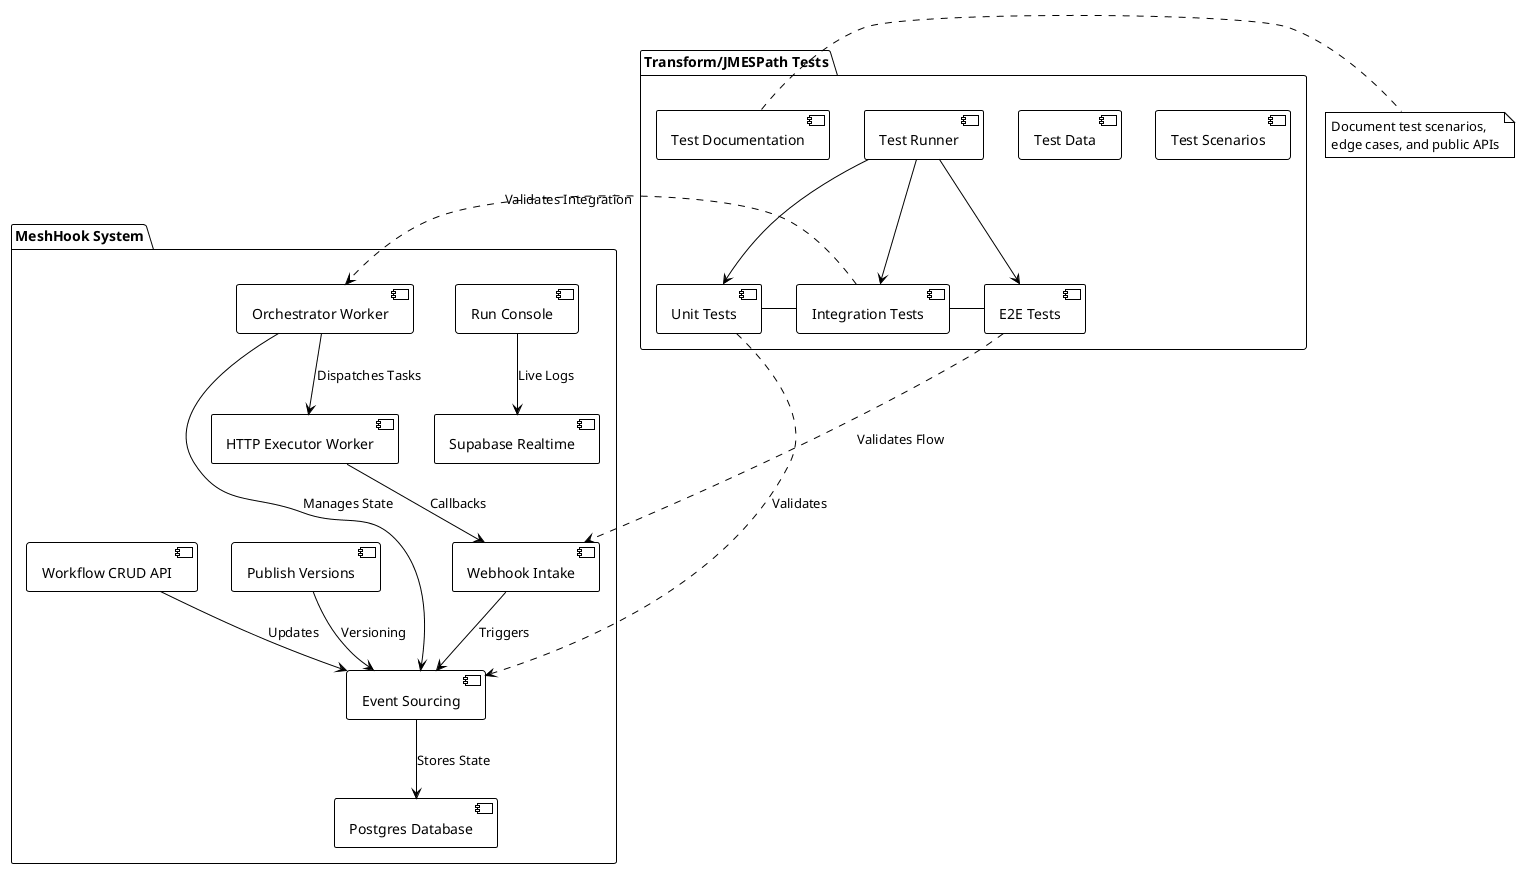 Transform/JMESPath Tests
Test Documentation
Test Runner
Test Data
Test Scenarios
Document test scenarios,
edge cases, and public APIs
Validates Integration
MeshHook System
Orchestrator Worker
Run Console
Unit Tests
Integration Tests
E2E Tests
Dispatches Tasks
Live Logs
HTTP Executor Worker
Supabase Realtime
Validates Flow
Manages State
Callbacks
Validates
Workflow CRUD API
Publish Versions
Webhook Intake
Updates
Versioning
Triggers
Event Sourcing
Stores State
Postgres Database